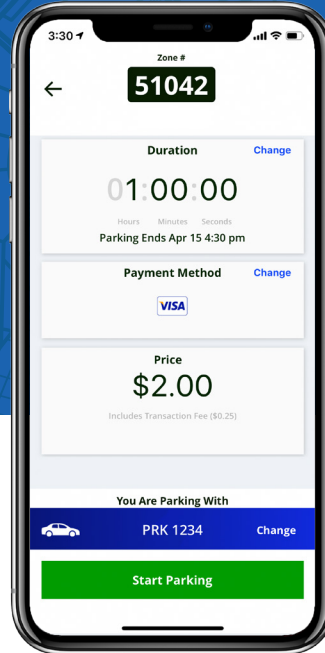 3:30
Zone #
51042
Duration Change
01:00:00
Hours Minutes Seconds
Parking Ends Apr 15 4:30 pm
Payment Method Change
VISA
Price
$2.00
Includes Transaction Fee ($0.25)
You Are Parking With
PRK 1234 Change
Start Parking